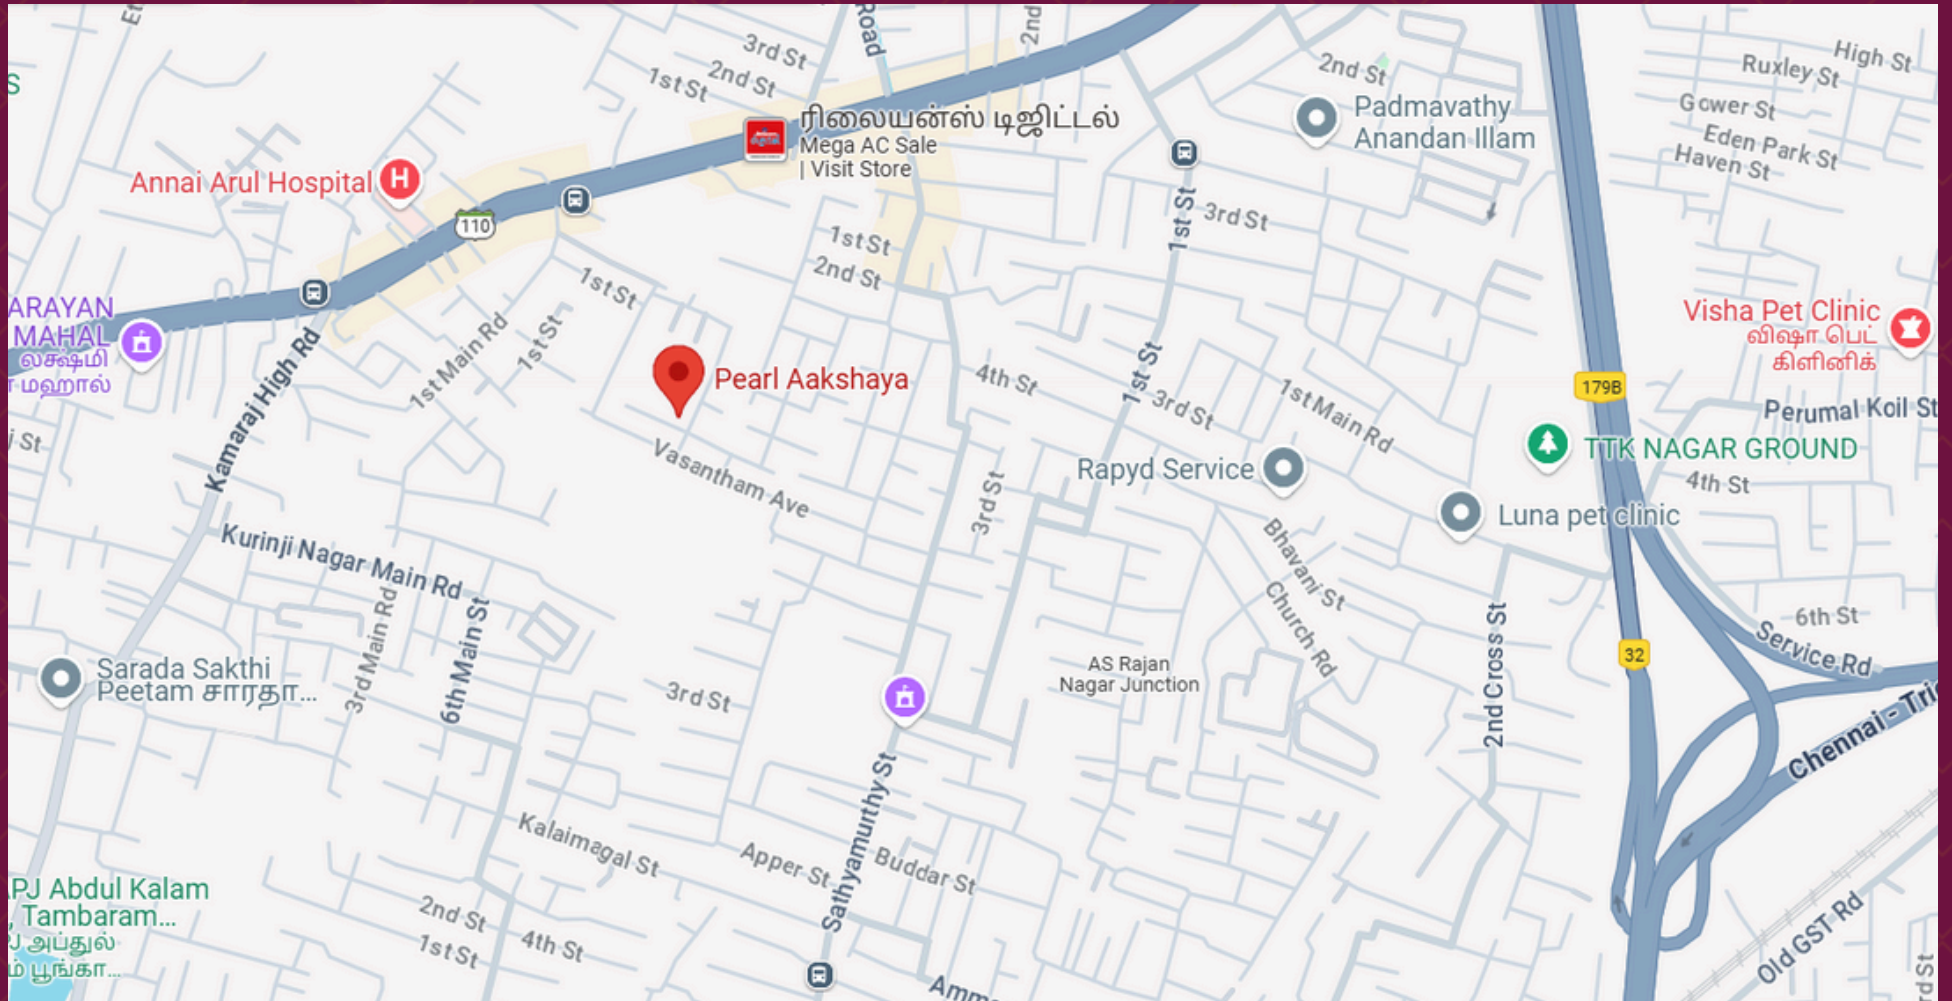 Road
2nd
3rd St
2nd St
1st St
2nd St
High St
Ruxley St
Gower St
Eden Park St
Haven St
ரிலையன்ஸ் டிஜிட்டல்
Mega AC Sale
| Visit Store
Padmavathy
Anandan Illam
Annai Arul Hospital
H
110
1st St
3rd St
1st St
2nd St
1st St
ARAYAN
MAHAL
லக்ஷ்மி
மஹால்
Kamaraj High Rd
1st Main Rd
1st St
Pearl Aakshaya
Vasantham Ave
4th St
1st St
3rd St
1st Main Rd
Visha Pet Clinic
விஷா பெட்
கிளினிக்
179B
Perumal Koil St
TTK NAGAR GROUND
4th St
j St
Rapyd Service
Luna pet clinic
3rd St
Kurinji Nagar Main Rd
3rd Main Rd
6th Main St
Bhavani St
Church Rd
2nd Cross St
6th St
Service Rd
32
Sarada Sakthi
Peetam சாரதா...
3rd St
AS Rajan
Nagar Junction
Chennai - Tri
Sathyamurthy St
Kalaimagal St
Apper St
Buddar St
PJ Abdul Kalam
, Tambaram...
அப்துல்
ம் பூங்கா...
2nd St
1st St
4th St
Old GST Rd
rd St